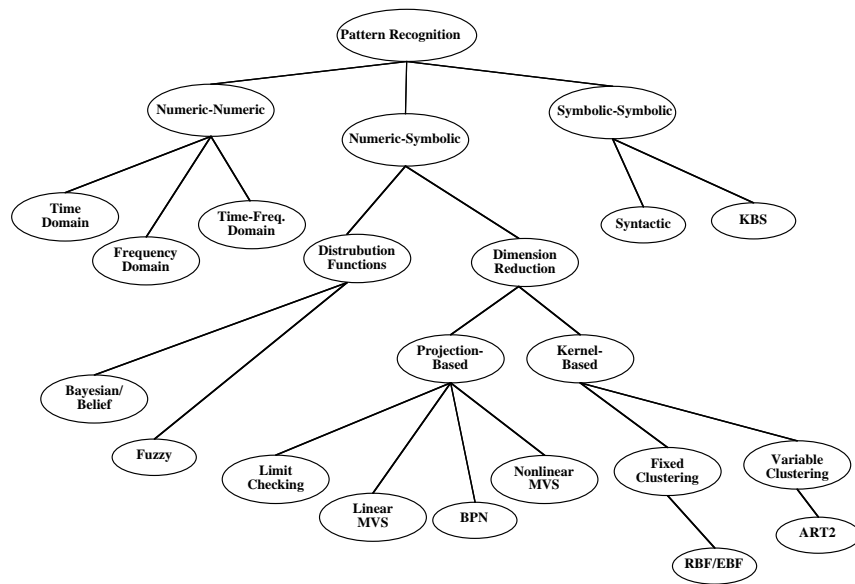 Pattern Recognition
Numeric-Numeric
Numeric-Symbolic
Symbolic-Symbolic
Time
Domain
Frequency
Domain
Time-Freq.
Domain
Syntactic
KBS
Distrubution
Functions
Dimension
Reduction
Bayesian/
Belief
Fuzzy
Projection-
Based
Kernel-
Based
Limit
Checking
Linear
MVS
BPN
Nonlinear
MVS
Fixed
Clustering
Variable
Clustering
RBF/EBF
ART2